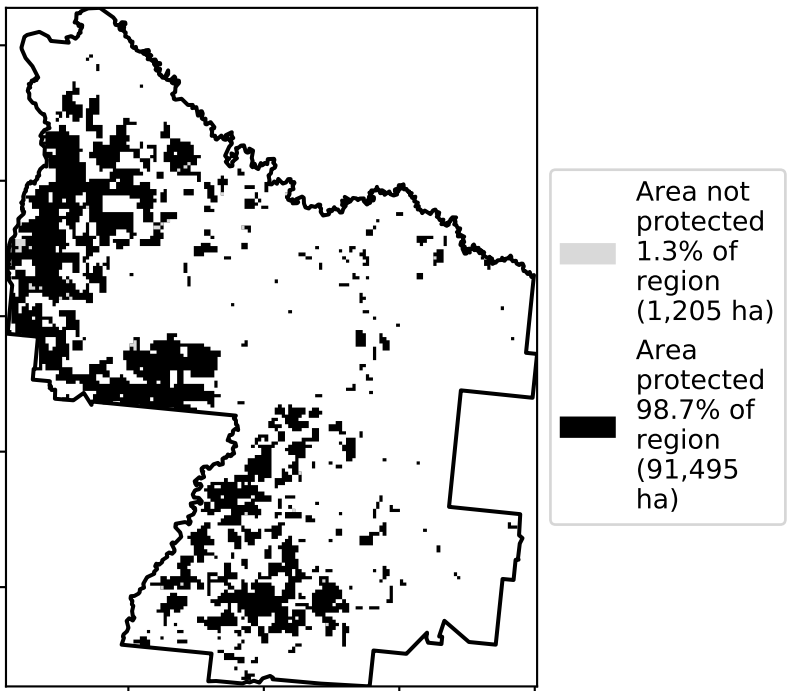 Area not
protected
1.3% of
region
(1,205 ha)
Area
protected
98.7% of
region
(91,495
ha)